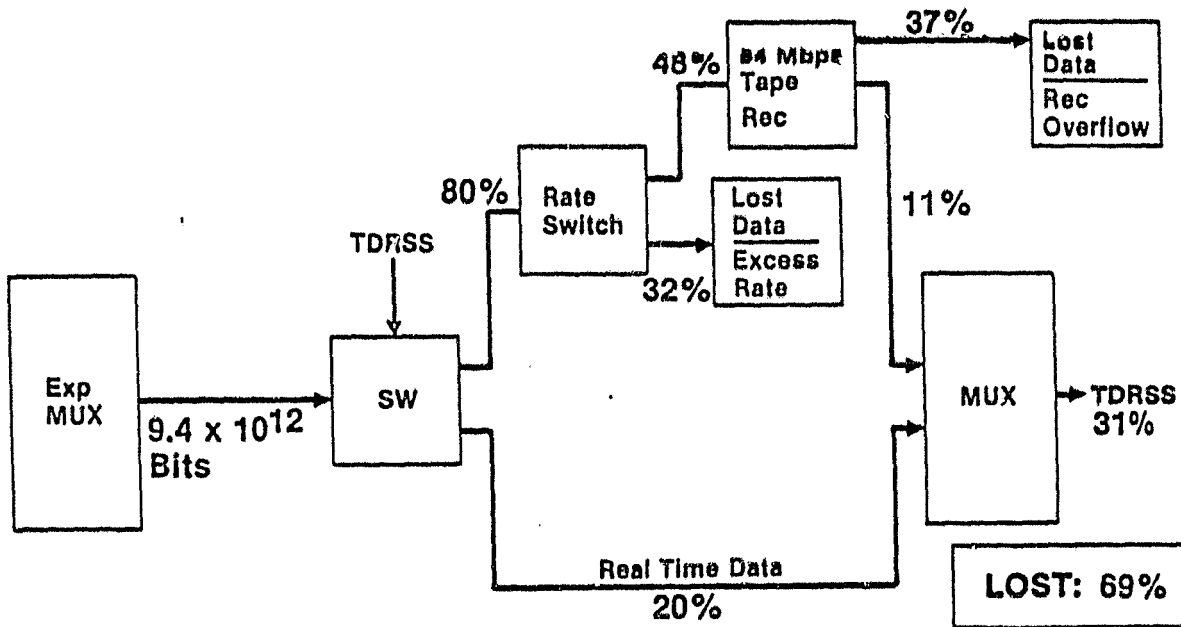 37%
Lost
Data
Rec
Overflow
48%
Mbps
Tape
Rec
80%
Rate
Switch
Lost
Data
Excess
Rate
32%
11%
TDRSS
Exp
MUX
9.4 x 10¹²
Bits
SW
MUX
TDRSS
31%
Real Time Data
20%
LOST: 69%